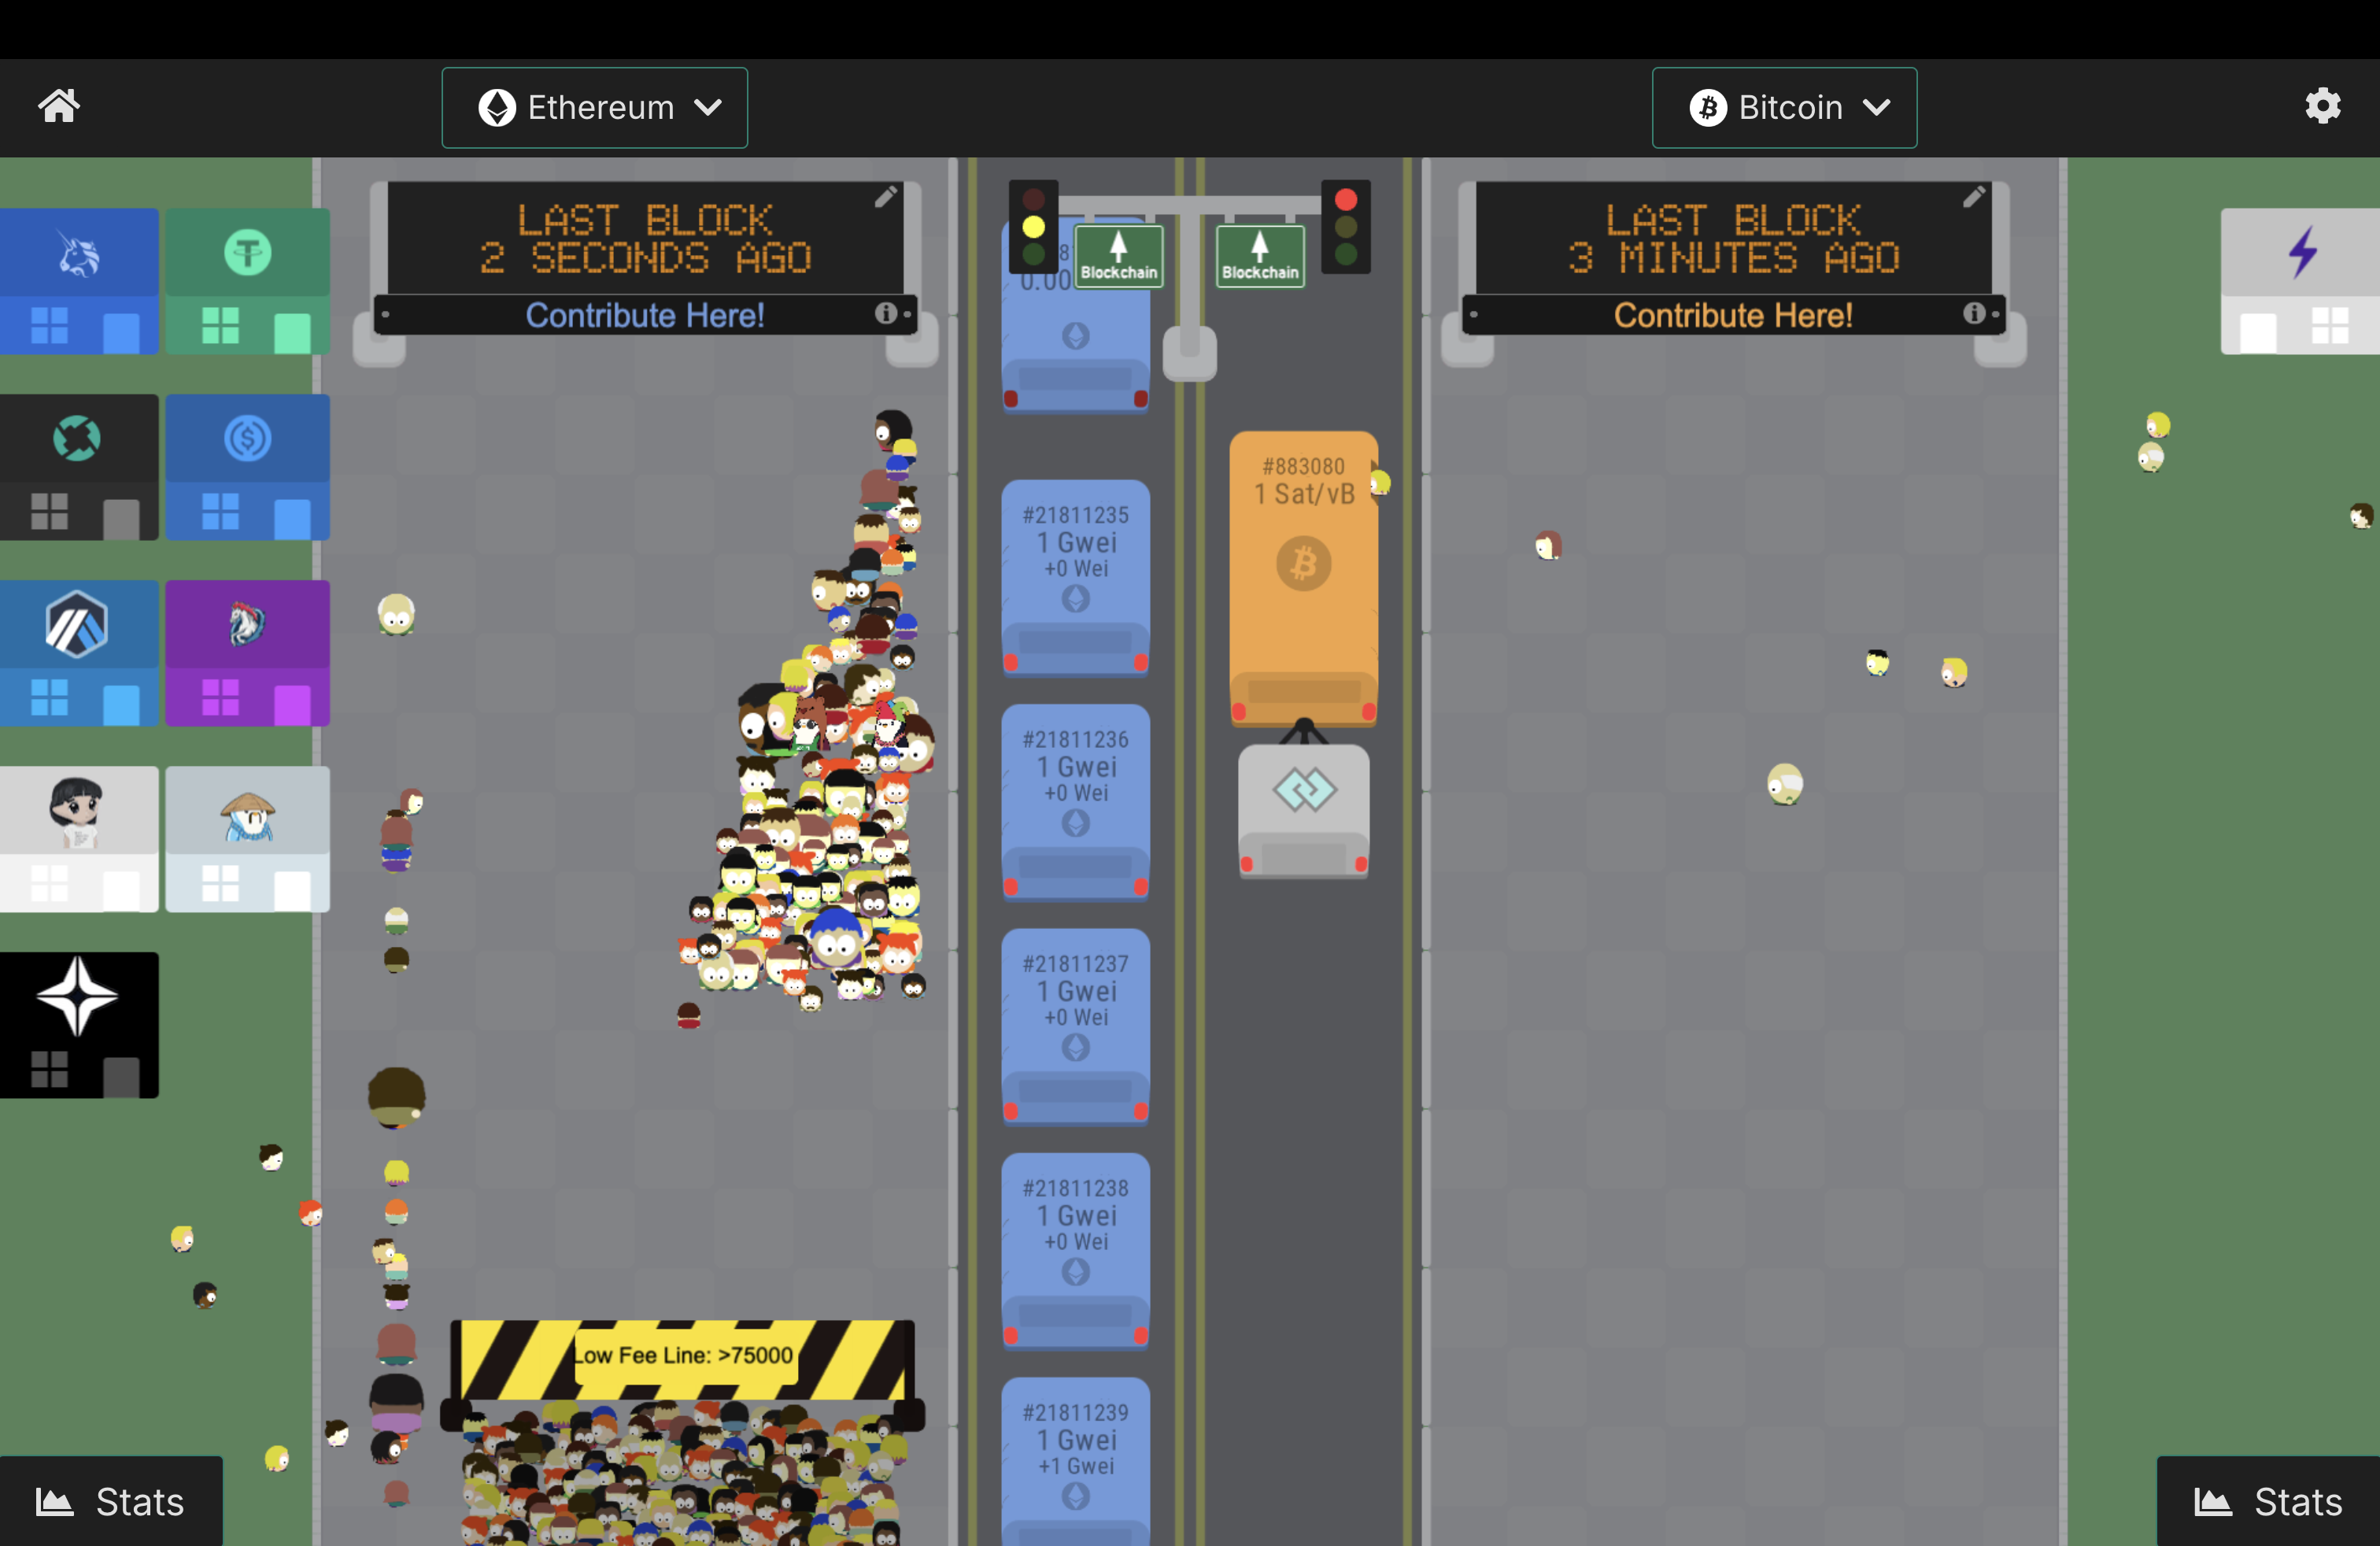 Ethereum
Bitcoin
LAST BLOCK
2 SECONDS AGO
Contribute Here!
Blockchain
Blockchain
LAST BLOCK
3 MINUTES AGO
Contribute Here!
0.00
#883080
1 Sat/vB
#21811235
1 Gwei
+0 Wei
#21811236
1 Gwei
+0 Wei
#21811237
1 Gwei
+0 Wei
#21811238
1 Gwei
+0 Wei
Low Fee Line: >75000
#21811239
1 Gwei
+1 Gwei
Stats
Stats